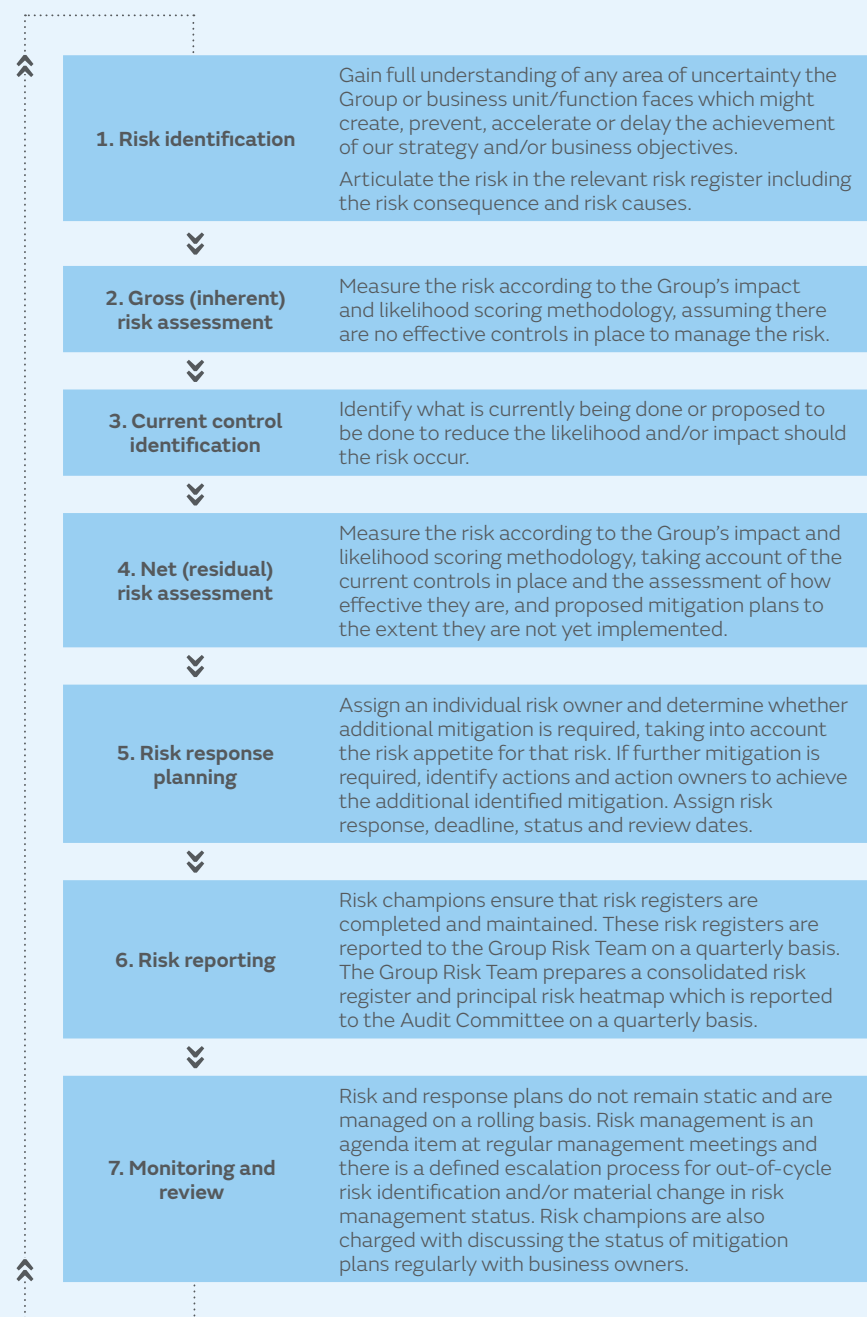 1. Risk identification
Gain full understanding of any area of uncertainty the
Group or business unit/function faces which might
create, prevent, accelerate or delay the achievement
of our strategy and/or business objectives.
Articulate the risk in the relevant risk register including
the risk consequence and risk causes.
2. Gross (inherent)
risk assessment
Measure the risk according to the Group’s impact
and likelihood scoring methodology, assuming there
are no effective controls in place to manage the risk.
3. Current control
identification
Identify what is currently being done or proposed to
be done to reduce the likelihood and/or impact should
the risk occur.
4. Net (residual)
risk assessment
Measure the risk according to the Group’s impact and
likelihood scoring methodology, taking account of the
current controls in place and the assessment of how
effective they are, and proposed mitigation plans to
the extent they are not yet implemented.
5. Risk response
planning
Assign an individual risk owner and determine whether
additional mitigation is required, taking into account
the risk appetite for that risk. If further mitigation is
required, identify actions and action owners to achieve
the additional identified mitigation. Assign risk
response, deadline, status and review dates.
6. Risk reporting
Risk champions ensure that risk registers are
completed and maintained. These risk registers are
reported to the Group Risk Team on a quarterly basis.
The Group Risk Team prepares a consolidated risk
register and principal risk heatmap which is reported
to the Audit Committee on a quarterly basis.
7. Monitoring and
review
Risk and response plans do not remain static and are
managed on a rolling basis. Risk management is an
agenda item at regular management meetings and
there is a defined escalation process for out-of-cycle
risk identification and/or material change in risk
management status. Risk champions are also
charged with discussing the status of mitigation
plans regularly with business owners.